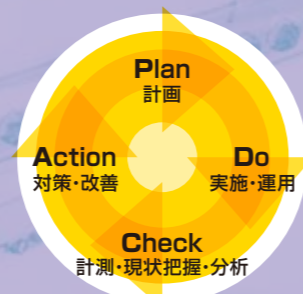 Plan
計画
Do
実施・運用
Check
計測・現状把握・分析
Action
対策・改善